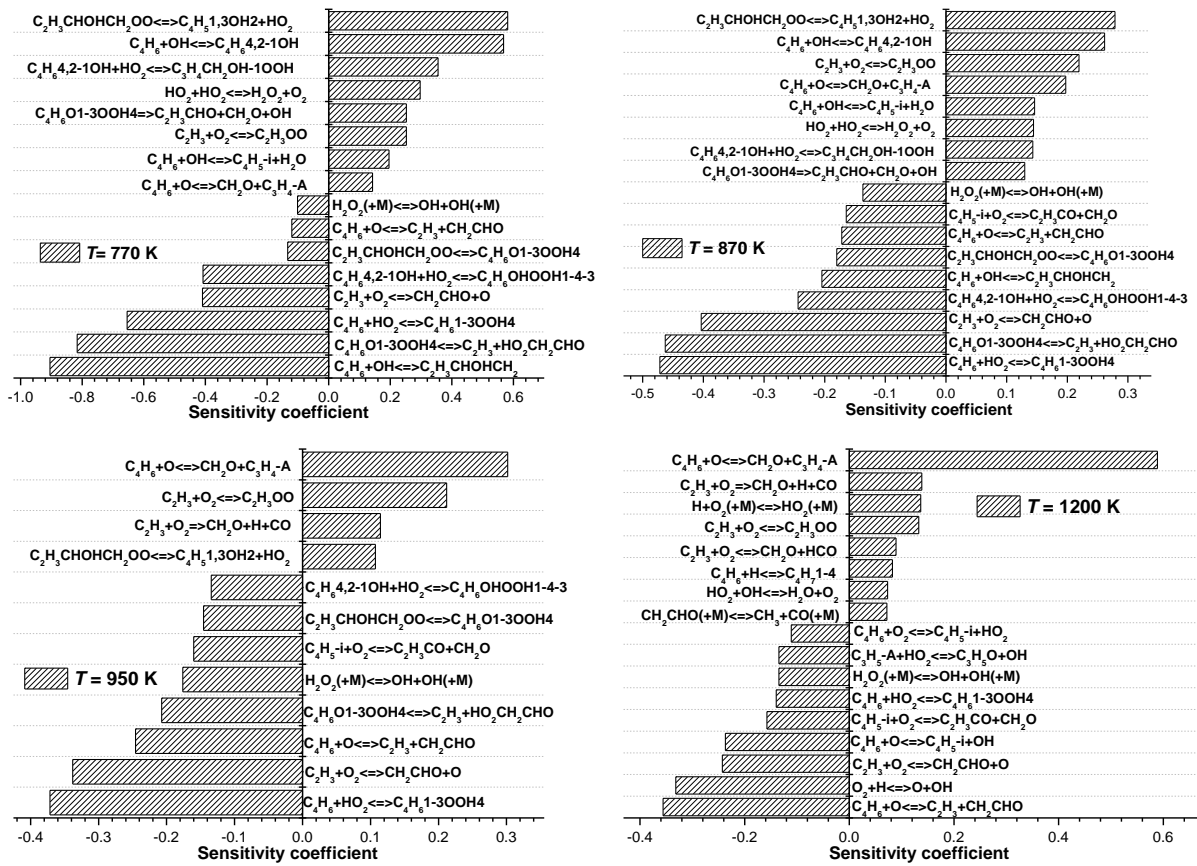 C₂H₃CHOHCH₂OO<=>C₄H₅1,3OH2+HO₂
C₄H₆+OH<=>C₄H₆4,2-1OH
C₄H₆4,2-1OH+HO₂<=>C₃H₄CH₂OH-1OOH
HO₂+HO₂<=>H₂O₂+O₂
C₄H₆O1-3OOH4=>C₂H₃CHO+CH₂O+OH
C₂H₃+O₂<=>C₂H₃OO
C₄H₆+OH<=>C₄H₅-i+H₂O
C₄H₆+O<=>CH₂O+C₃H₄-A
H₂O₂(+M)<=>OH+OH(+M)
C₄H₆+O<=>C₂H₃+CH₂CHO
C₂H₃CHOHCH₂OO<=>C₄H₆O1-3OOH4
C₄H₆4,2-1OH+HO₂<=>C₄H₆OHOOH1-4-3
C₂H₃+O₂<=>CH₂CHO+O
C₄H₆+HO₂<=>C₄H₆1-3OOH4
C₄H₆O1-3OOH4<=>C₂H₃+HO₂CH₂CHO
C₄H₆+OH<=>C₂H₃CHOHCH₂
T= 770 K
-1.0 -0.8 -0.6 -0.4 -0.2 0.0 0.2 0.4 0.6
Sensitivity coefficient
C₂H₃CHOHCH₂OO<=>C₄H₅1,3OH2+HO₂
C₄H₆+OH<=>C₄H₆4,2-1OH
C₂H₃+O₂<=>C₂H₃OO
C₄H₆+O<=>CH₂O+C₃H₄-A
C₄H₆+OH<=>C₄H₅-i+H₂O
HO₂+HO₂<=>H₂O₂+O₂
C₄H₆4,2-1OH+HO₂<=>C₃H₄CH₂OH-1OOH
C₄H₆O1-3OOH4=>C₂H₃CHO+CH₂O+OH
H₂O₂(+M)<=>OH+OH(+M)
C₄H₅-i+O₂<=>C₂H₃CO+CH₂O
C₄H₆+O<=>C₂H₃+CH₂CHO
C₂H₃CHOHCH₂OO<=>C₄H₆O1-3OOH4
C₄H₆+OH<=>C₂H₃CHOHCH₂
C₄H₆4,2-1OH+HO₂<=>C₄H₆OHOOH1-4-3
C₂H₃+O₂<=>CH₂CHO+O
C₄H₆O1-3OOH4<=>C₂H₃+HO₂CH₂CHO
C₄H₆+HO₂<=>C₄H₆1-3OOH4
T = 870 K
-0.5 -0.4 -0.3 -0.2 -0.1 0.0 0.1 0.2 0.3
Sensitivity coefficient
C₄H₆+O<=>CH₂O+C₃H₄-A
C₂H₃+O₂<=>C₂H₃OO
C₂H₃+O₂=>CH₂O+H+CO
C₂H₃CHOHCH₂OO<=>C₄H₅1,3OH2+HO₂
C₄H₆4,2-1OH+HO₂<=>C₄H₆OHOOH1-4-3
C₂H₃CHOHCH₂OO<=>C₄H₆O1-3OOH4
C₄H₅-i+O₂<=>C₂H₃CO+CH₂O
H₂O₂(+M)<=>OH+OH(+M)
C₄H₆O1-3OOH4<=>C₂H₃+HO₂CH₂CHO
C₄H₆+O<=>C₂H₃+CH₂CHO
C₂H₃+O₂<=>CH₂CHO+O
C₄H₆+HO₂<=>C₄H₆1-3OOH4
T = 950 K
-0.4 -0.3 -0.2 -0.1 0.0 0.1 0.2 0.3
Sensitivity coefficient
C₄H₆+O<=>CH₂O+C₃H₄-A
C₂H₃+O₂=>CH₂O+H+CO
H+O₂(+M)<=>HO₂(+M)
C₂H₃+O₂<=>C₂H₃OO
C₂H₃+O₂<=>CH₂O+HCO
C₄H₆+H<=>C₄H₇1-4
HO₂+OH<=>H₂O+O₂
CH₂CHO(+M)<=>CH₃+CO(+M)
C₄H₆+O₂<=>C₄H₅-i+HO₂
C₃H₅-A+HO₂<=>C₃H₅O+OH
H₂O₂(+M)<=>OH+OH(+M)
C₄H₆+HO₂<=>C₄H₆1-3OOH4
C₄H₅-i+O₂<=>C₂H₃CO+CH₂O
C₄H₆+O<=>C₄H₅-i+OH
C₂H₃+O₂<=>CH₂CHO+O
O₂+H<=>O+OH
C₄H₆+O<=>C₂H₃+CH₂CHO
T = 1200 K
-0.4 -0.2 0.0 0.2 0.4 0.6
Sensitivity coefficient